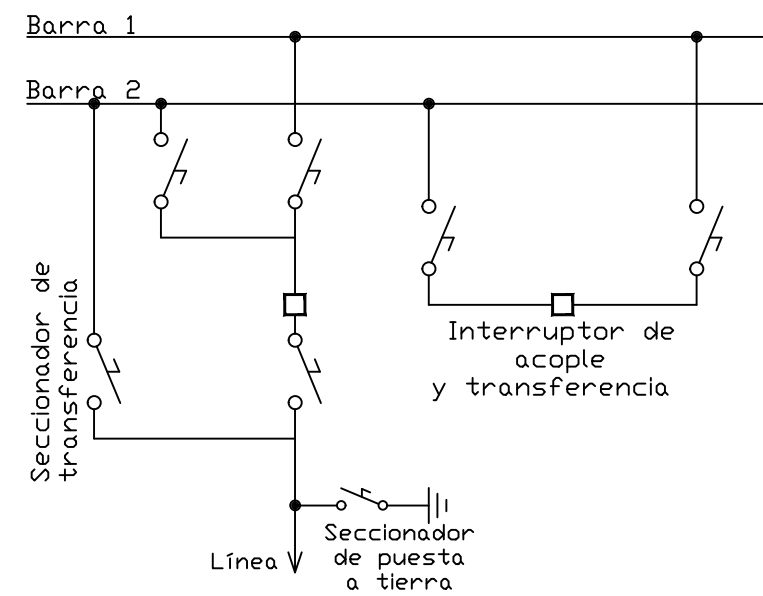 Barra 1
Barra 2
Seccionador de
transferencia
Interruptor de
acople
y transferencia
Seccionador
de puesta
a tierra
Línea